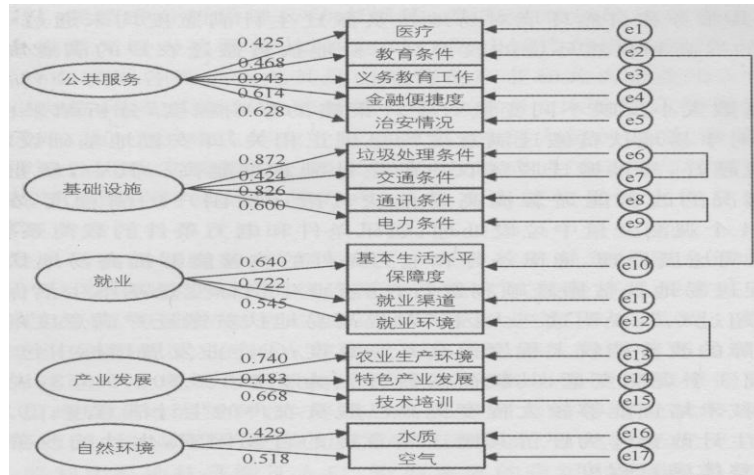 0.425
医疗
e1
0.468
教育条件
e2
公共服务
0.943
义务教育工作
e3
0.614
金融便捷度
e4
0.628
治安情况
e5
0.872
垃圾处理条件
e6
0.424
交通条件
e7
基础设施
0.826
通讯条件
e8
0.600
电力条件
e9
0.640
基本生活水平
保障度
e10
就业
0.722
就业渠道
e11
0.545
就业环境
e12
0.740
农业生产环境
e13
产业发展
0.483
特色产业发展
e14
0.668
技术培训
e15
0.429
水质
e16
自然环境
0.518
空气
e17